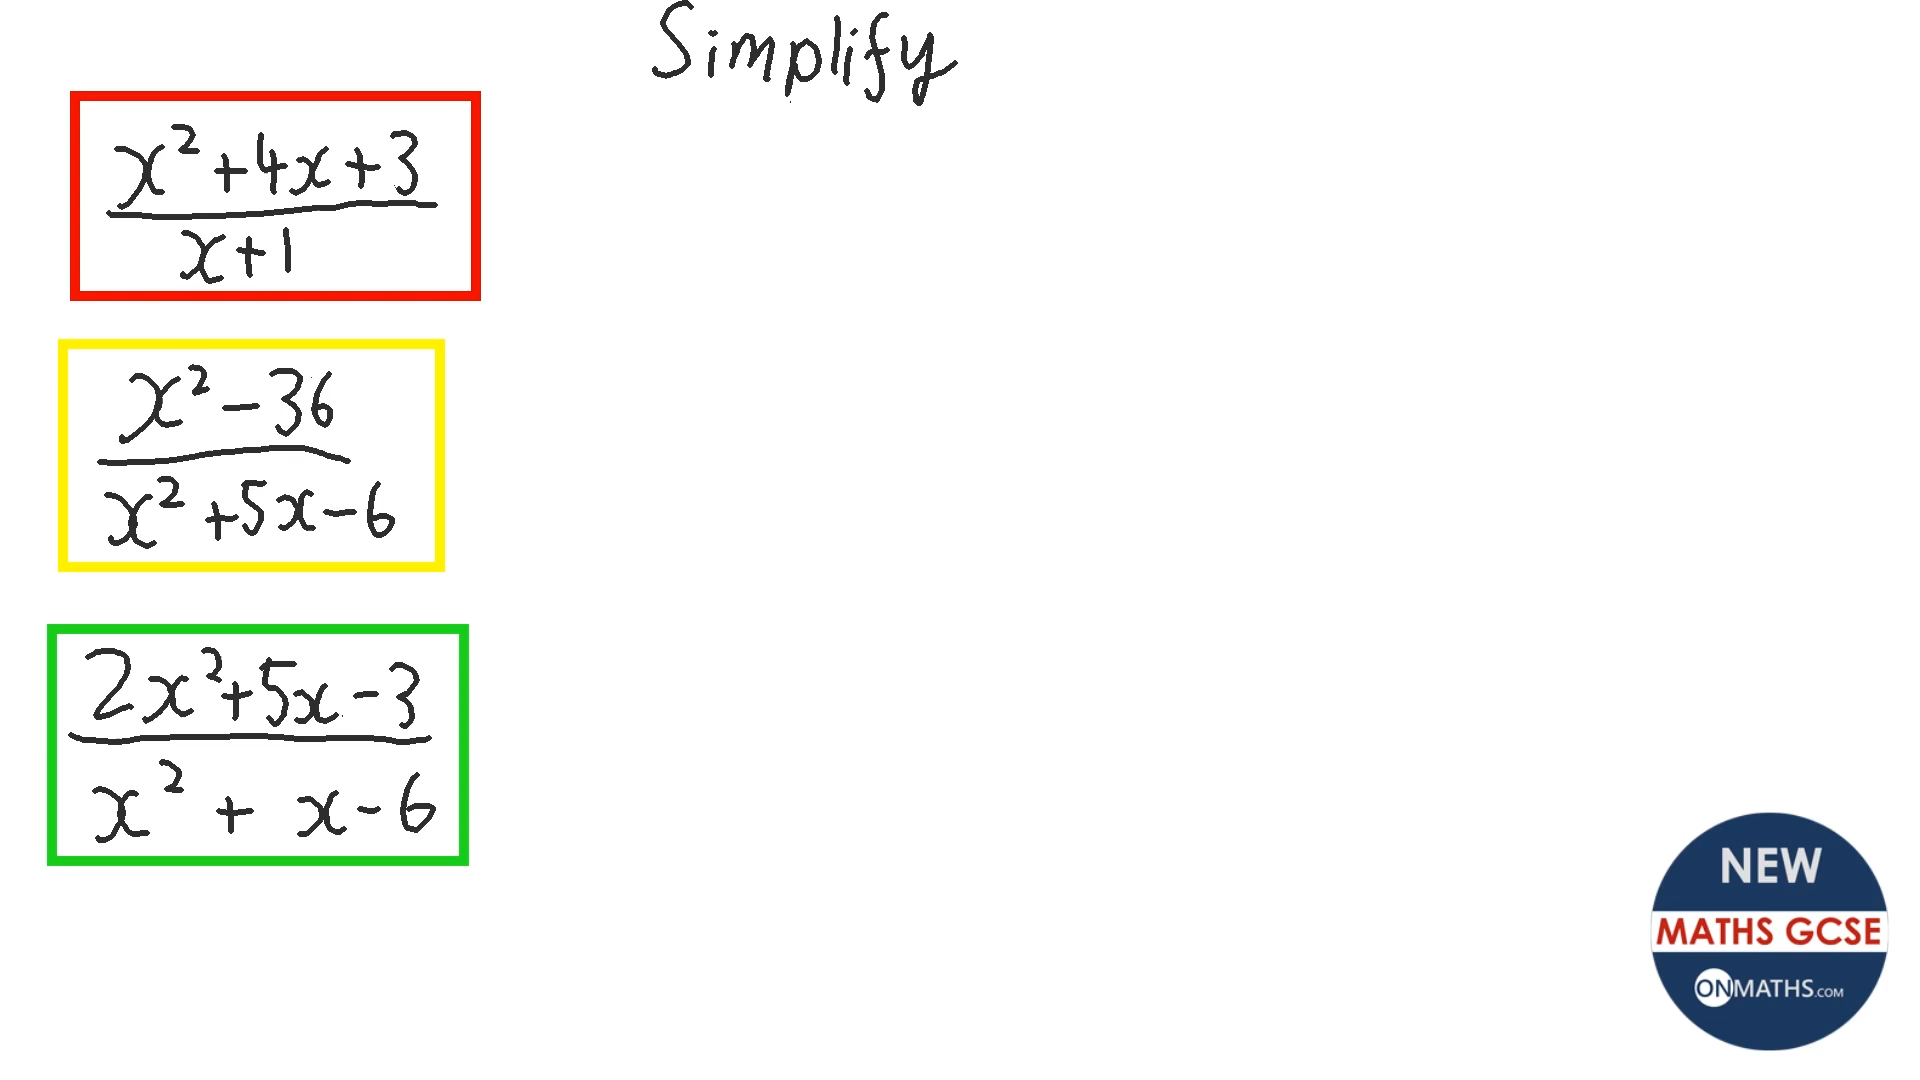 Simplify
x²+4x+3
x+1
x²-36
x²+5x-6
2x²+5x-3
x²+x-6
NEW
MATHS GCSE
ONMATHS.COM